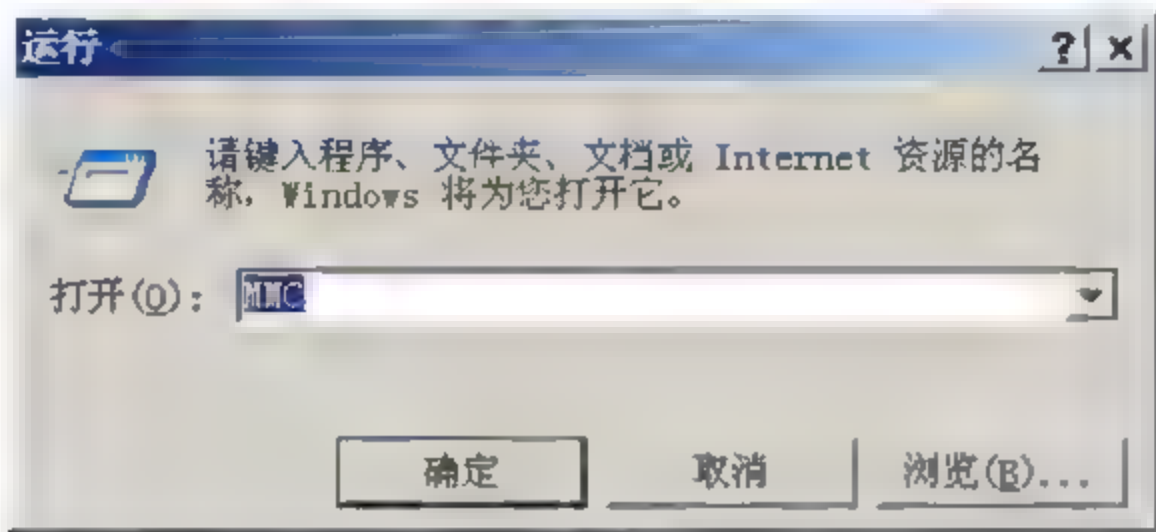 运行
请键入程序、文件夹、文档或 Internet 资源的名
称，Windows 将为您打开它。
打开(O)：
MMC
确定
取消
浏览(B)...